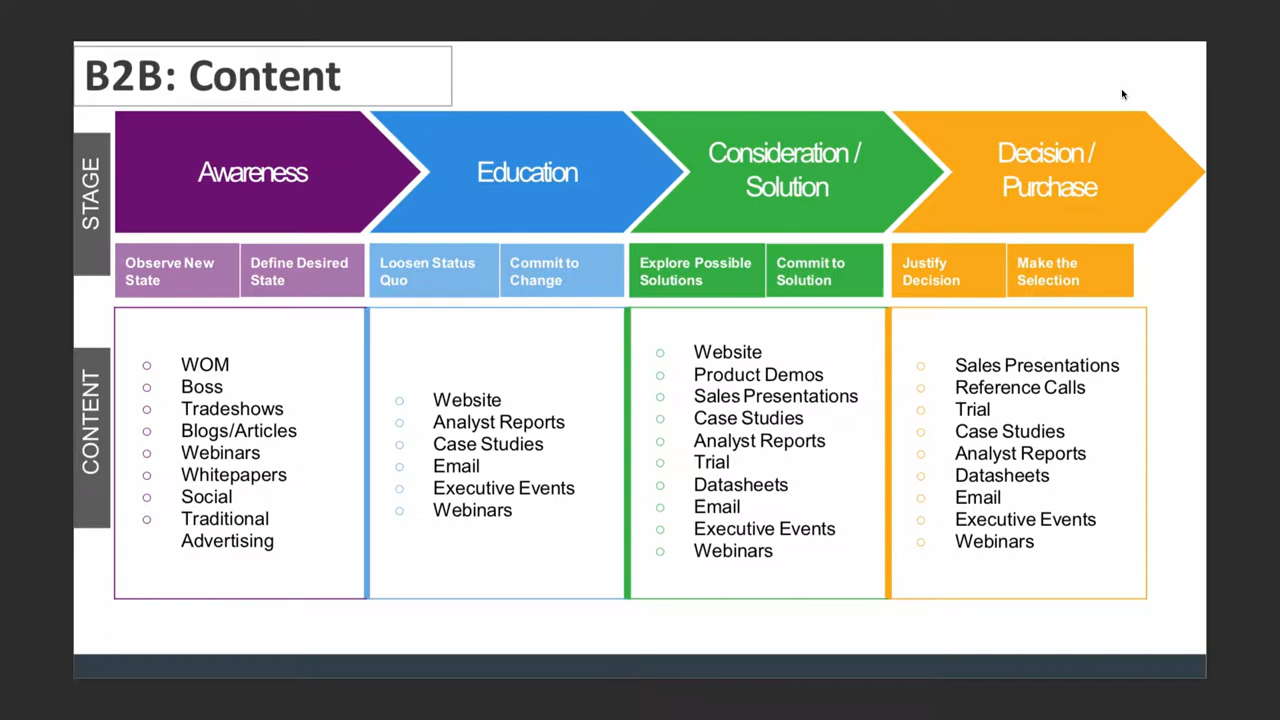 B2B: Content
STAGE
Awareness
Education
Consideration /
Solution
Decision /
Purchase
Observe New
State
Define Desired
State
Loosen Status
Quo
Commit to
Change
Explore Possible
Solutions
Commit to
Solution
Justify
Decision
Make the
Selection
CONTENT
WOM
Boss
Tradeshows
Blogs/Articles
Webinars
Whitepapers
Social
Traditional
Advertising
Website
Analyst Reports
Case Studies
Email
Executive Events
Webinars
Website
Product Demos
Sales Presentations
Case Studies
Analyst Reports
Trial
Datasheets
Email
Executive Events
Webinars
Sales Presentations
Reference Calls
Trial
Case Studies
Analyst Reports
Datasheets
Email
Executive Events
Webinars